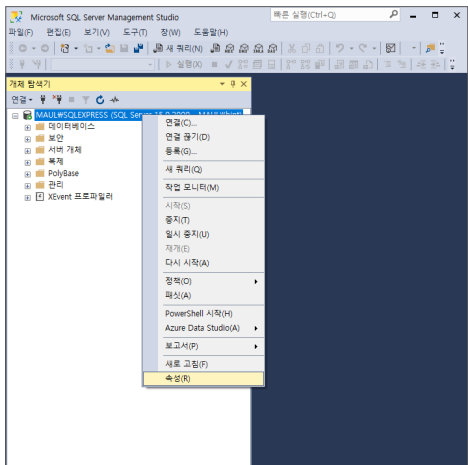 Microsoft SQL Server Management Studio
빠른 실행(Ctrl+Q)
파일(F) 편집(E) 보기(V) 도구(T) 창(W) 도움말(H)
새 쿼리(N)
실행(X)
개체 탐색기
연결
MAUL#SQLEXPRESS (SQL Server 15.0.2000 - MAUL#hint)
데이터베이스
보안
서버 개체
복제
PolyBase
관리
XEvent 프로파일러
연결(C)...
연결 끊기(D)
등록(G)...
새 쿼리(Q)
작업 모니터(M)
시작(S)
중지(T)
일시 중지(U)
재개(E)
다시 시작(A)
정책(O)
패싯(A)
PowerShell 시작(H)
Azure Data Studio(A)
보고서(P)
새로 고침(F)
속성(R)